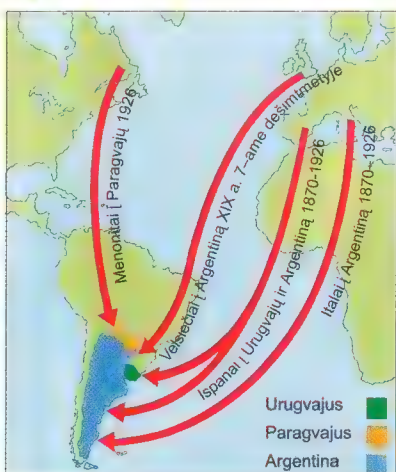 Menonitai į Paragvajų 1926
Velsiečiai į Argentiną XIX a. 7–ame dešimtmetyje
Ispanai į Urugvajų ir Argentiną 1870-1926
Italai į Argentiną 1870–1926
Urugvajus
Paragvajus
Argentina